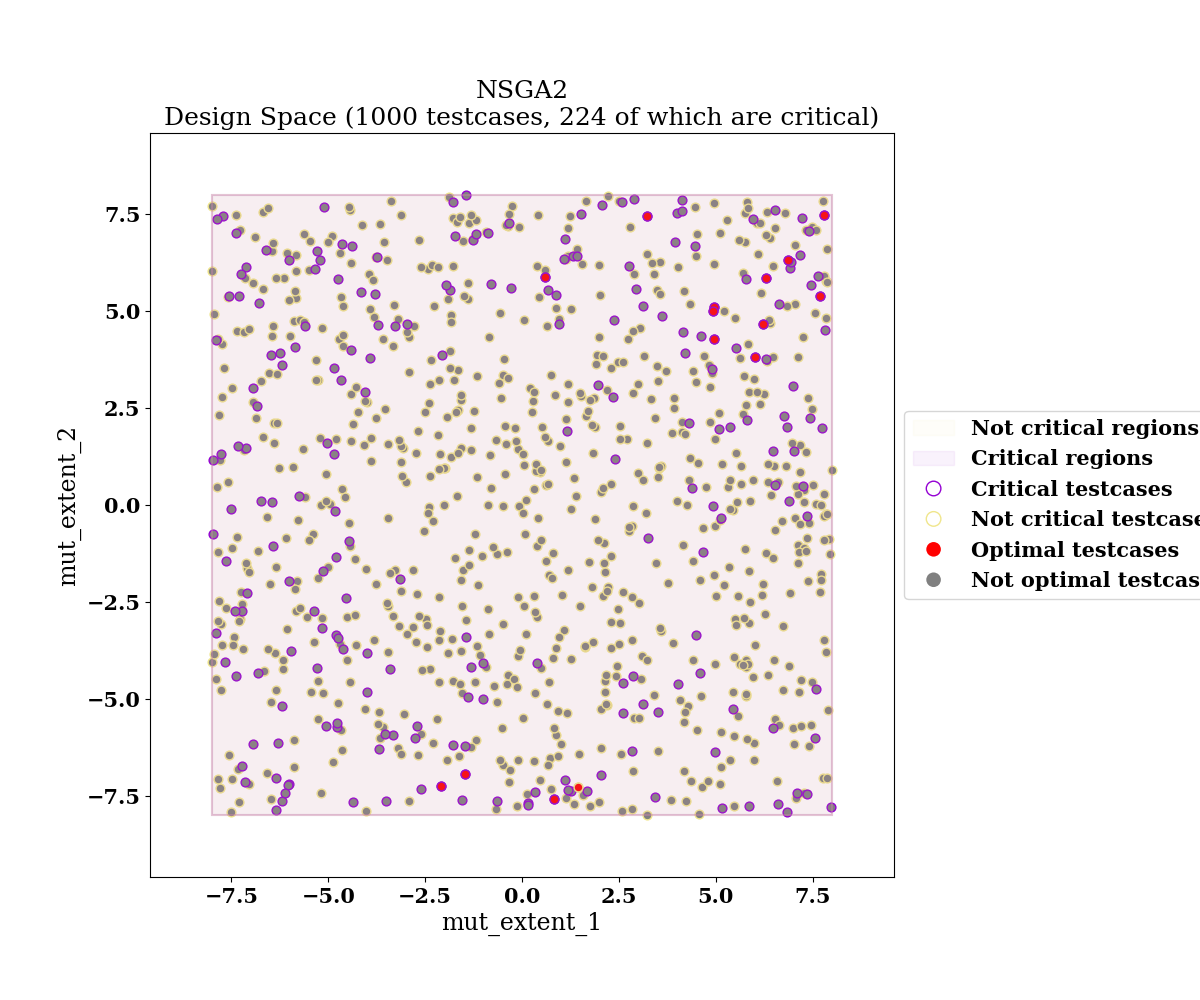 NSGA2
Design Space (1000 testcases, 224 of which are critical)
7.5
5.0
2.5
0.0
−2.5
−5.0
−7.5
mut_extent_2
−7.5 −5.0 −2.5 0.0 2.5 5.0 7.5
mut_extent_1
Not critical regions
Critical regions
Critical testcases
Not critical testcase
Optimal testcases
Not optimal testcas